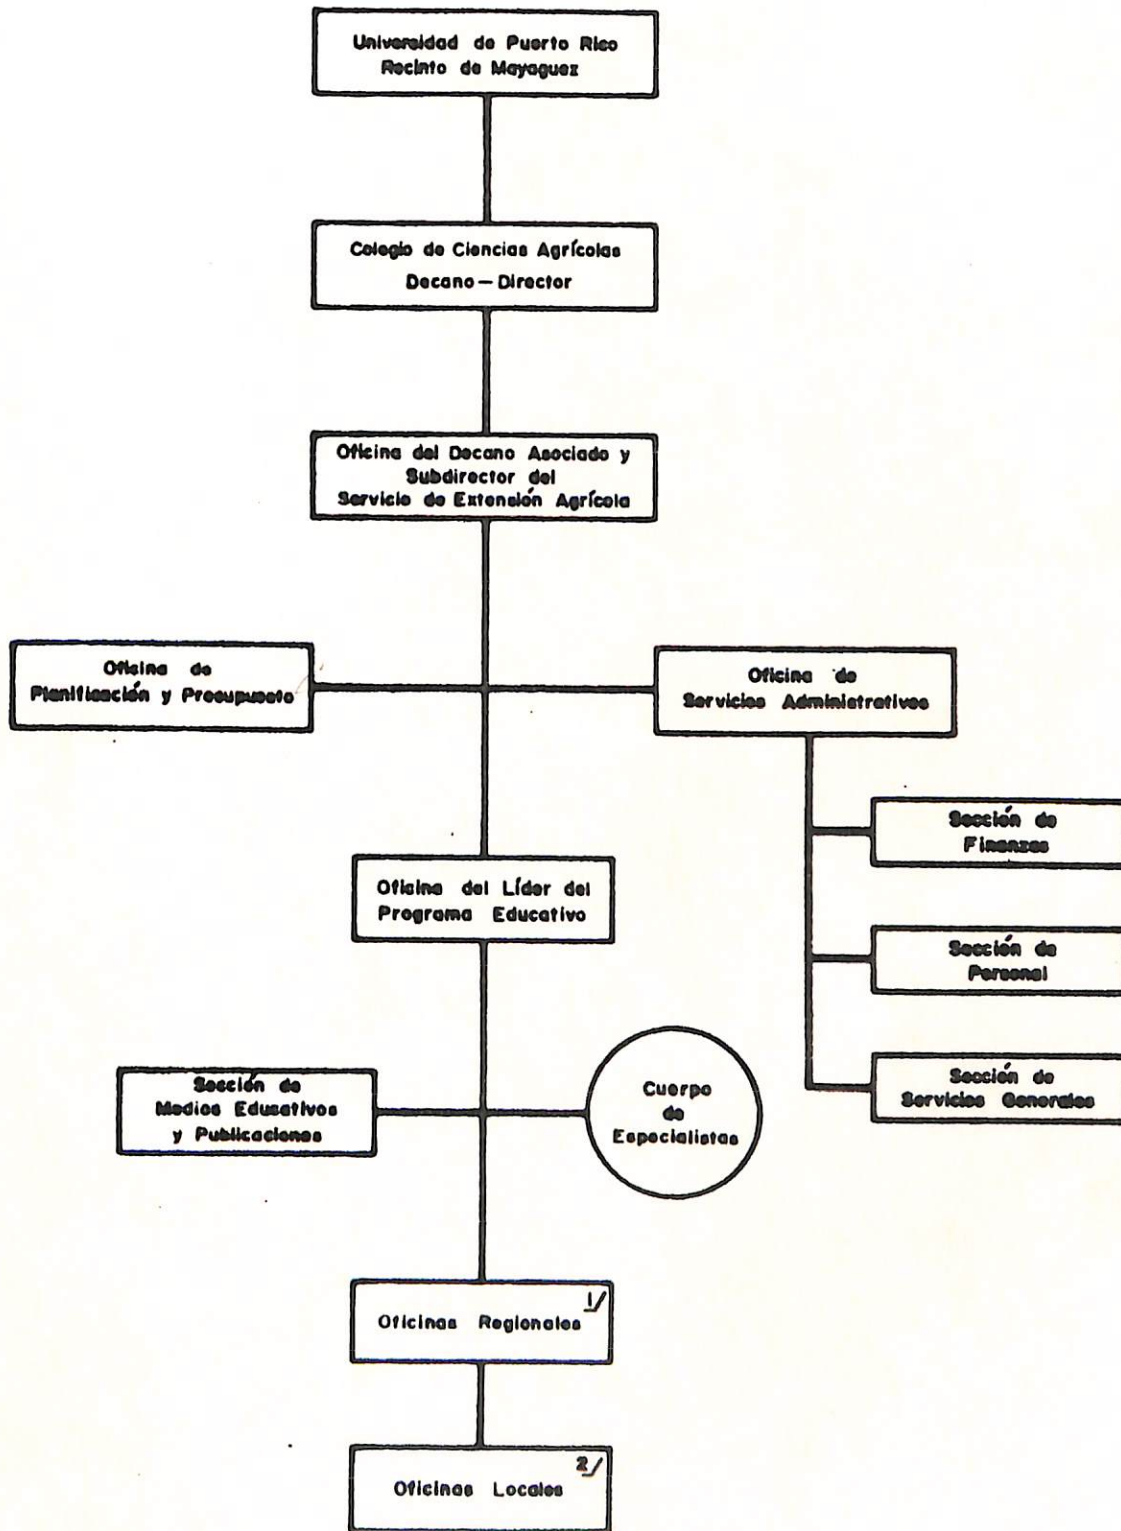 Universidad de Puerto Rico
Recinto de Mayaguez
Colegio de Ciencias Agrícolas
Decano — Director
Oficina del Decano Asociado y
Subdirector del
Servicio de Extensión Agrícola
Oficina de
Planificación y Presupuesto
Oficina de
Servicios Administrativos
Sección de
Finanzas
Oficina del Líder del
Programa Educativo
Sección de
Personal
Sección de
Medios Educativos
y Publicaciones
Cuerpo
de
Especialistas
Sección de
Servicios Generales
Oficinas Regionales 1/
Oficinas Locales 2/